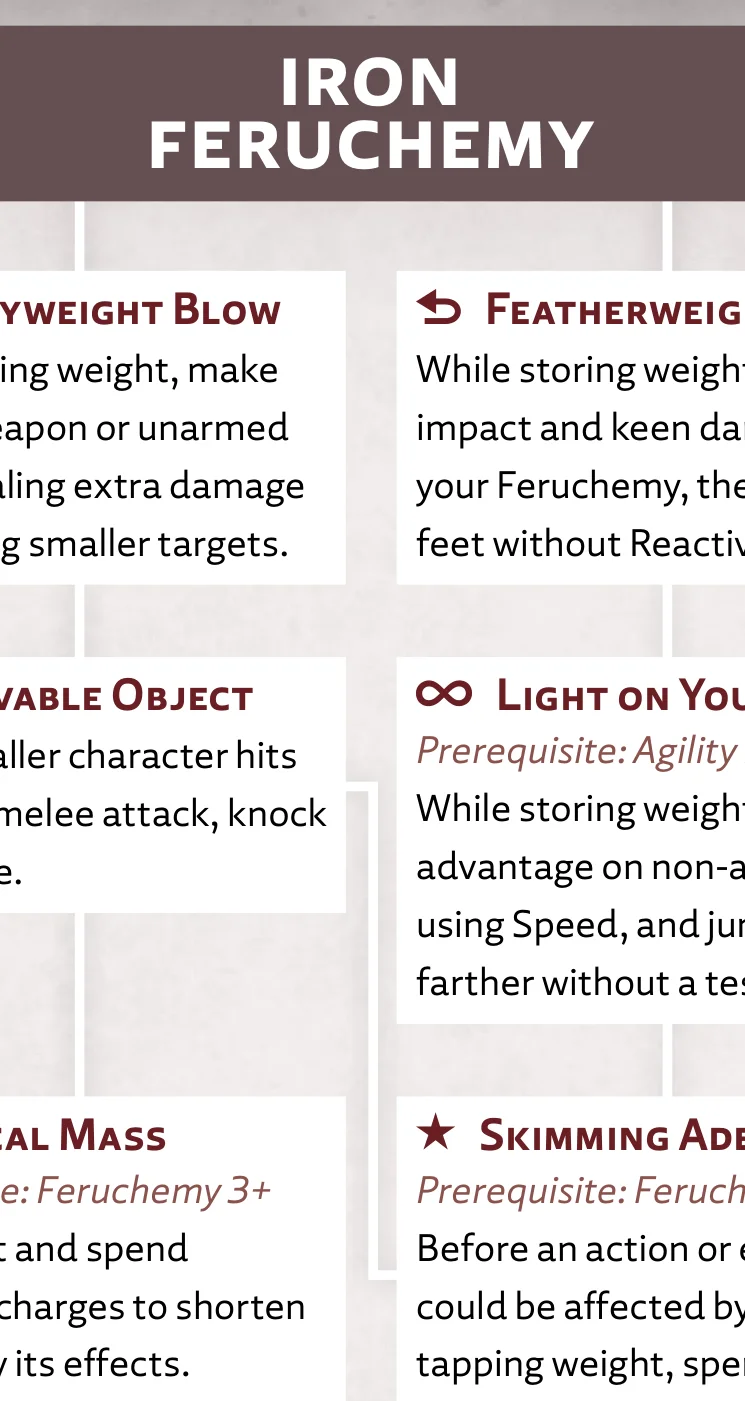 IRON
FERUCHEMY
YWEIGHT BLOW
ing weight, make
eapon or unarmed
aling extra damage
g smaller targets.
FEATHERWEIG
While storing weight
impact and keen da
your Feruchemy, the
feet without Reactiv
VABLE OBJECT
aller character hits
melee attack, knock
e.
LIGHT ON YOU
Prerequisite: Agility
While storing weight
advantage on non-a
using Speed, and ju
farther without a tes
CAL MASS
e: Feruchemy 3+
t and spend
charges to shorten
y its effects.
SKIMMING ADE
Prerequisite: Feruch
Before an action or e
could be affected by
tapping weight, spe